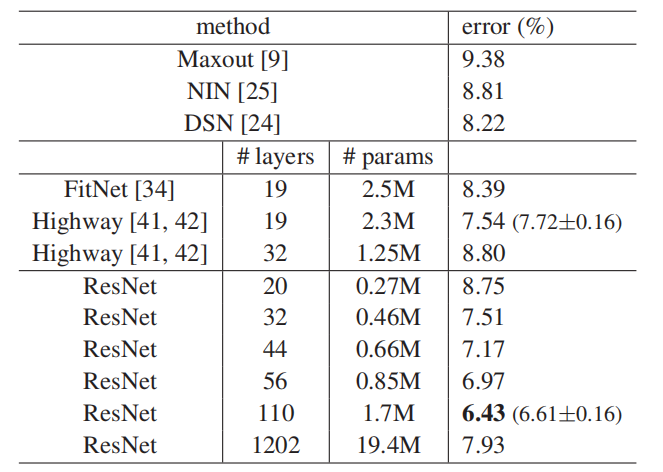 method error (%)
Maxout [9] 9.38
NIN [25] 8.81
DSN [24] 8.22
# layers # params
FitNet [34] 19 2.5M 8.39
Highway [41, 42] 19 2.3M 7.54 (7.72±0.16)
Highway [41, 42] 32 1.25M 8.80
ResNet 20 0.27M 8.75
ResNet 32 0.46M 7.51
ResNet 44 0.66M 7.17
ResNet 56 0.85M 6.97
ResNet 110 1.7M 6.43 (6.61±0.16)
ResNet 1202 19.4M 7.93